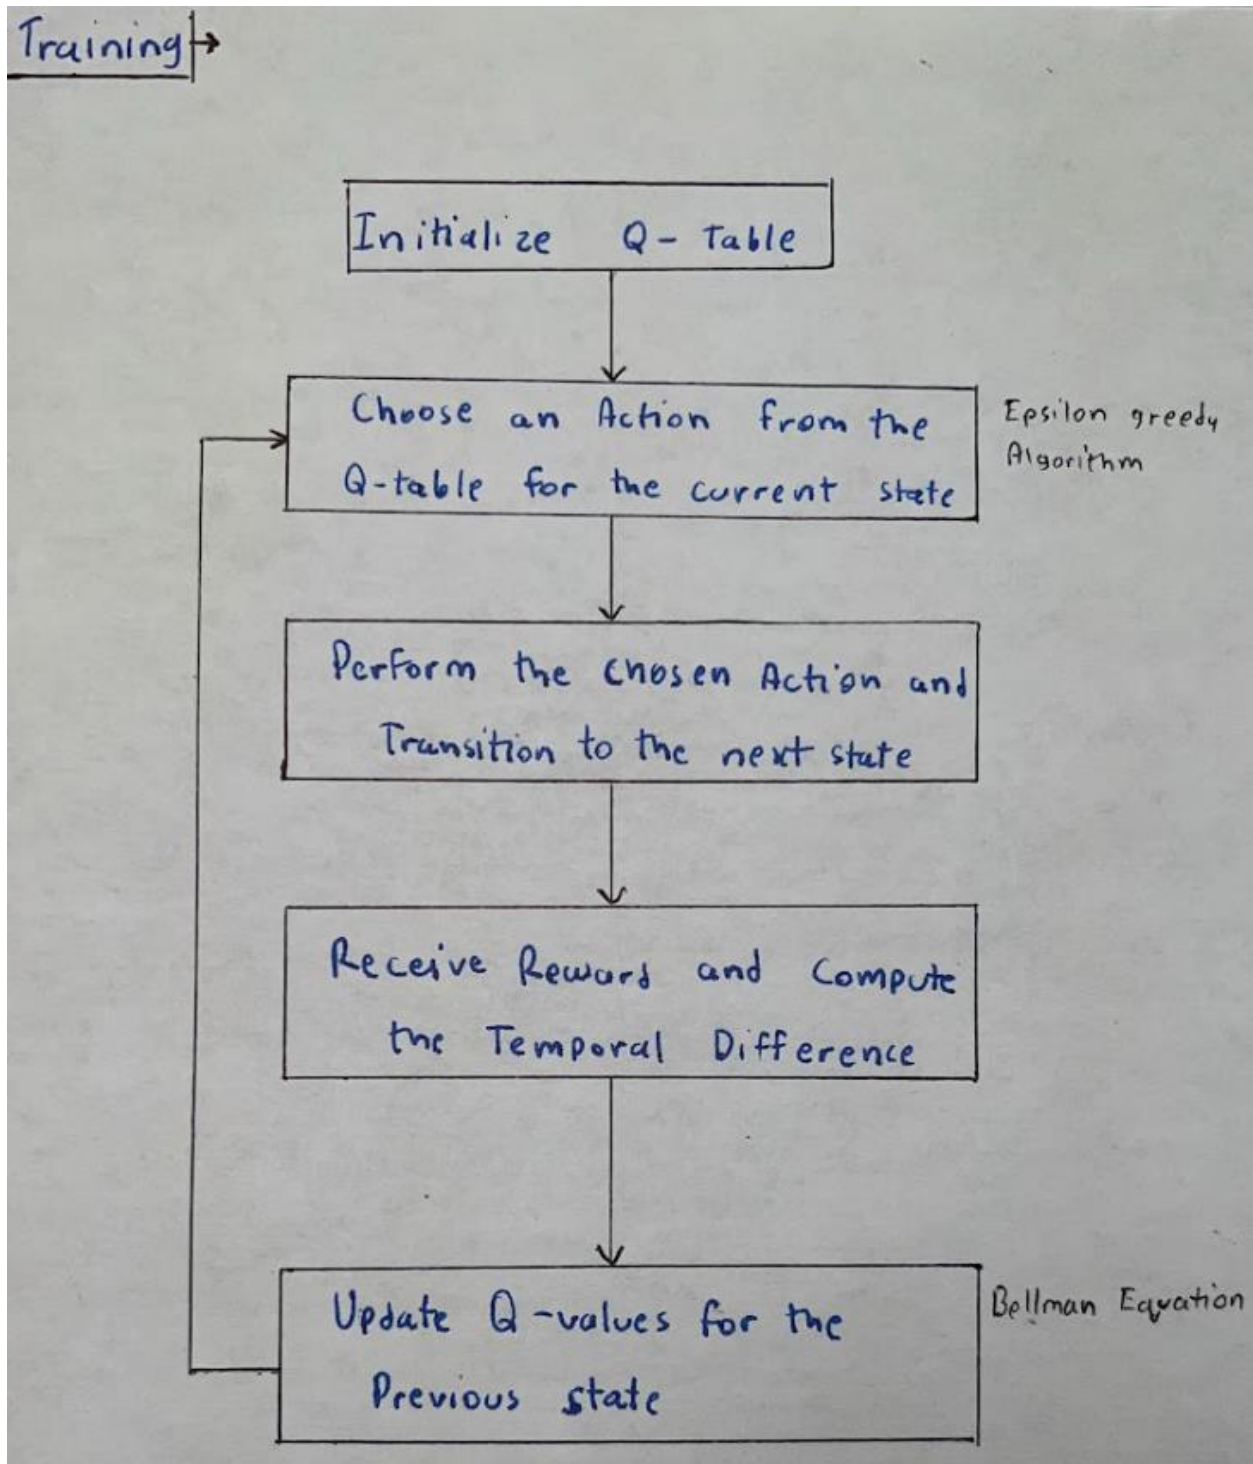 Training
Initialize Q- Table
Choose an Action from the
Q-table for the current state
Epsilon greedy
Algorithm
Perform the chosen Action and
Transition to the next state
Receive Reward and Compute
the Temporal Difference
Update Q-values for the
Previous state
Bellman Equation